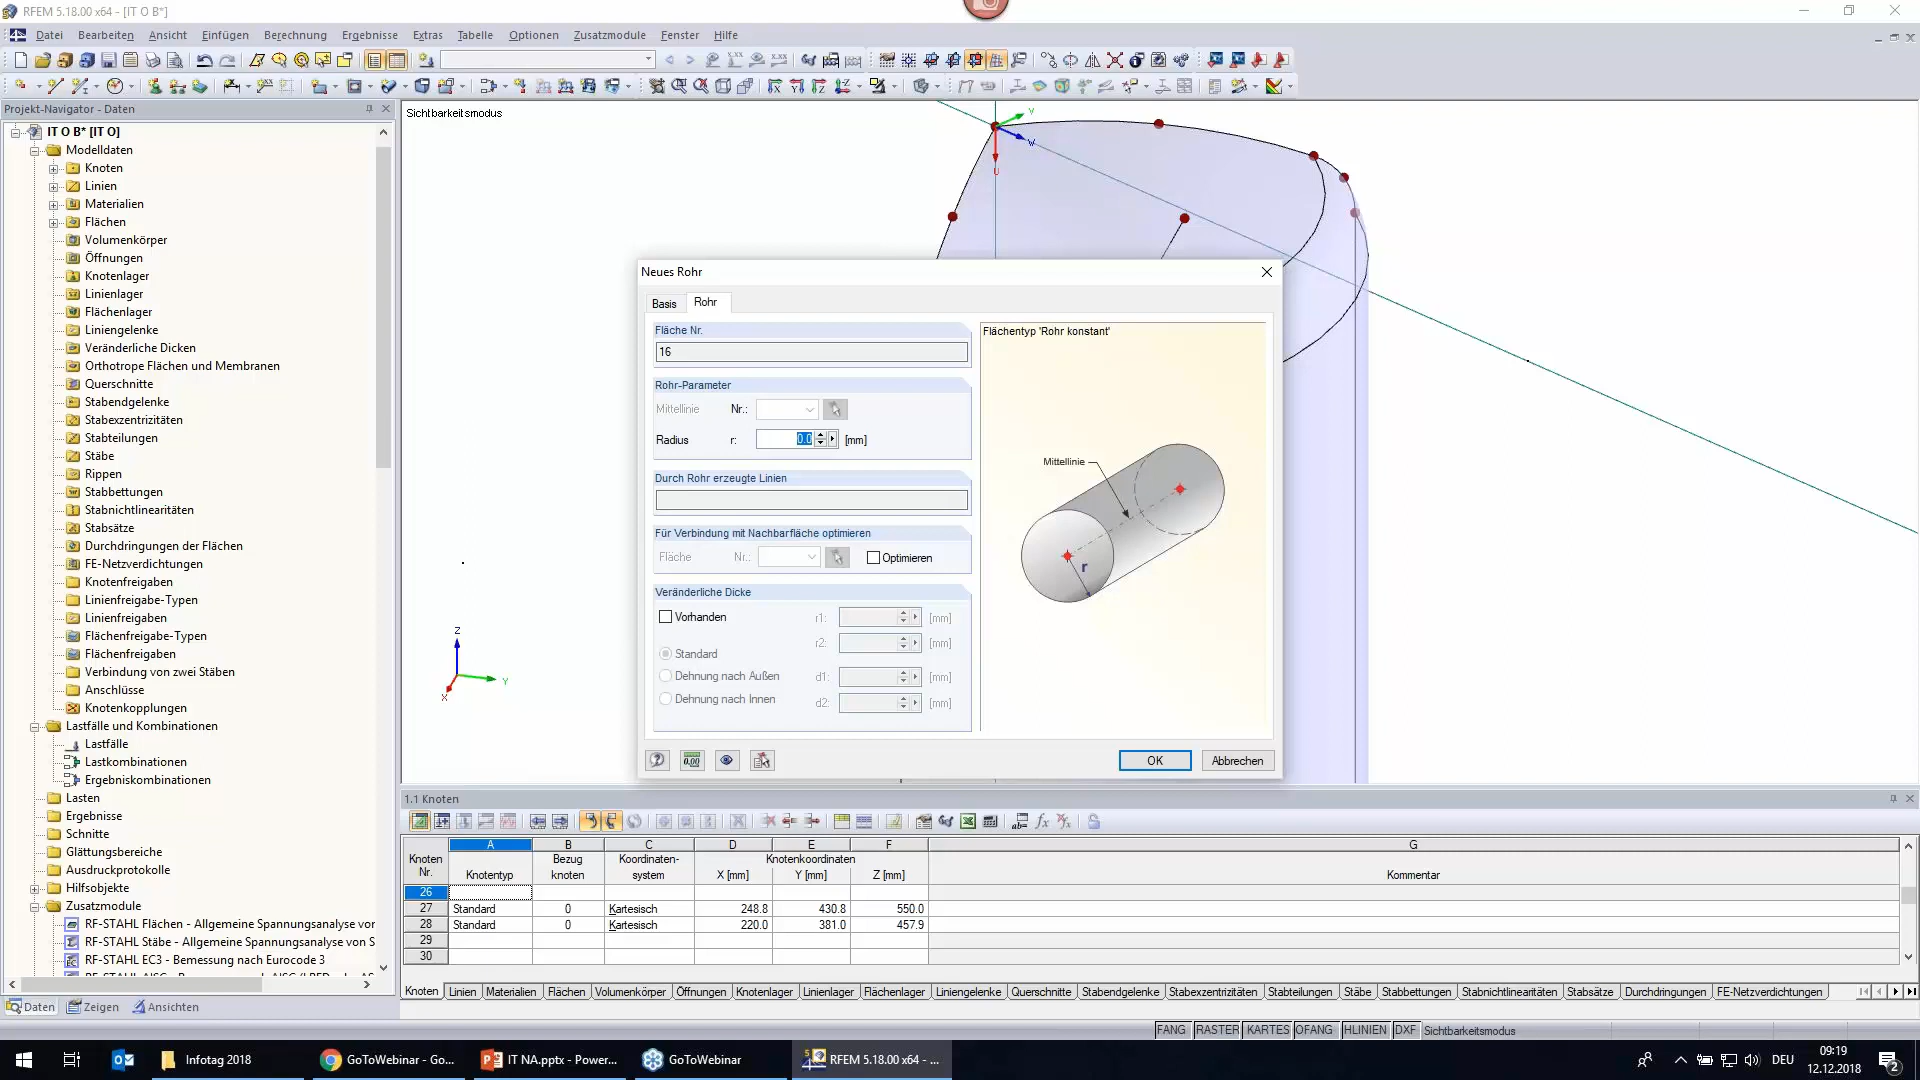 RFEM 5.18.00 x64 - [IT O B*]
Datei Bearbeiten Ansicht Einfügen Berechnung Ergebnisse Extras Tabelle Optionen Zusatzmodule Fenster Hilfe
Projekt-Navigator - Daten
IT O B* [IT O]
Modelldaten
Knoten
Linien
Materialien
Flächen
Volumenkörper
Öffnungen
Knotenlager
Linienlager
Flächenlager
Liniengelenke
Veränderliche Dicken
Orthotrope Flächen und Membranen
Querschnitte
Stabendgelenke
Stabexzentrizitäten
Stabteilungen
Stäbe
Rippen
Stabbettungen
Stabnichtlinearitäten
Stabsätze
Durchdringungen der Flächen
FE-Netzverdichtungen
Knotenfreigaben
Linienfreigabe-Typen
Linienfreigaben
Flächenfreigabe-Typen
Flächenfreigaben
Verbindung von zwei Stäben
Anschlüsse
Knotenkopplungen
Lastfälle und Kombinationen
Lastfälle
Lastkombinationen
Ergebniskombinationen
Lasten
Ergebnisse
Schnitte
Glättungsbereiche
Ausdruckprotokolle
Hilfsobjekte
Zusatzmodule
RF-STAHL Flächen - Allgemeine Spannungsanalyse vor
RF-STAHL Stäbe - Allgemeine Spannungsanalyse von S
RF-STAHL EC3 - Bemessung nach Eurocode 3
Daten Zeigen Ansichten
Sichtbarkeitsmodus
Y
W
U
Z
Y
X
Neues Rohr
Basis Rohr
Fläche Nr.
16
Rohr-Parameter
Mittellinie Nr.:
Radius r: 0.0 [mm]
Durch Rohr erzeugte Linien
Für Verbindung mit Nachbarfläche optimieren
Fläche Nr.: Optimieren
Veränderliche Dicke
Vorhanden r1: [mm]
r2: [mm]
Standard
Dehnung nach Außen d1: [mm]
Dehnung nach Innen d2: [mm]
Flächentyp 'Rohr konstant'
Mittellinie
r
OK Abbrechen
1.1 Knoten
A B C D E F G
Knoten Nr. Knotentyp Bezug knoten Koordinaten-system Knotenkoordinaten X [mm] Y [mm] Z [mm] Kommentar
26
27 Standard 0 Kartesisch 248.8 430.8 550.0
28 Standard 0 Kartesisch 220.0 381.0 457.9
29
30
Knoten Linien Materialien Flächen Volumenkörper Öffnungen Knotenlager Linienlager Flächenlager Liniengelenke Querschnitte Stabendgelenke Stabexzentrizitäten Stabteilungen Stäbe Stabbettungen Stabnichtlinearitäten Stabsätze Durchdringungen FE-Netzverdichtungen
FANG RASTER KARTES OFANG HLINIEN DXF Sichtbarkeitsmodus
Infotag 2018 GoToWebinar - Go... IT NA.pptx - Power... GoToWebinar RFEM 5.18.00 x64 - ...
DEU 09:19
12.12.2018
2